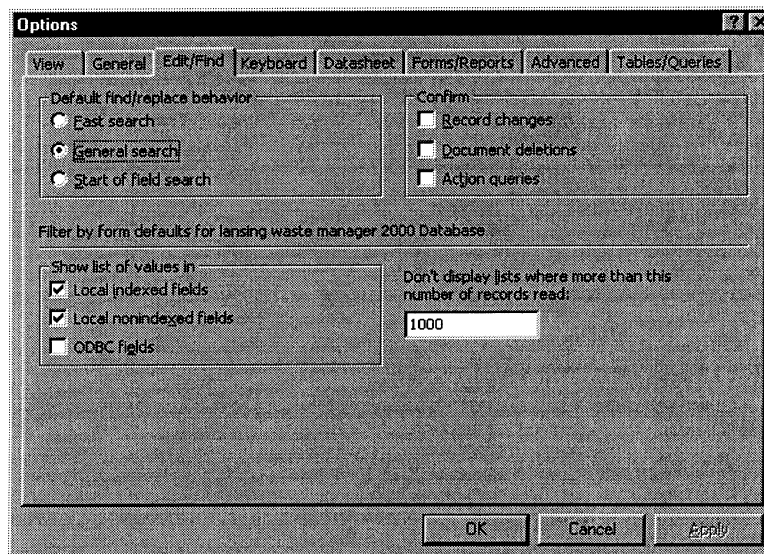 Options
View General Edit/Find Keyboard Datasheet Forms/Reports Advanced Tables/Queries
Default find/replace behavior
Fast search
General search
Start of field search
Confirm
Record changes
Document deletions
Action queries
Filter by form defaults for lansing waste manager 2000 Database
Show list of values in
Local indexed fields
Local nonindexed fields
ODBC fields
Don't display lists where more than this
number of records read:
1000
OK Cancel Apply